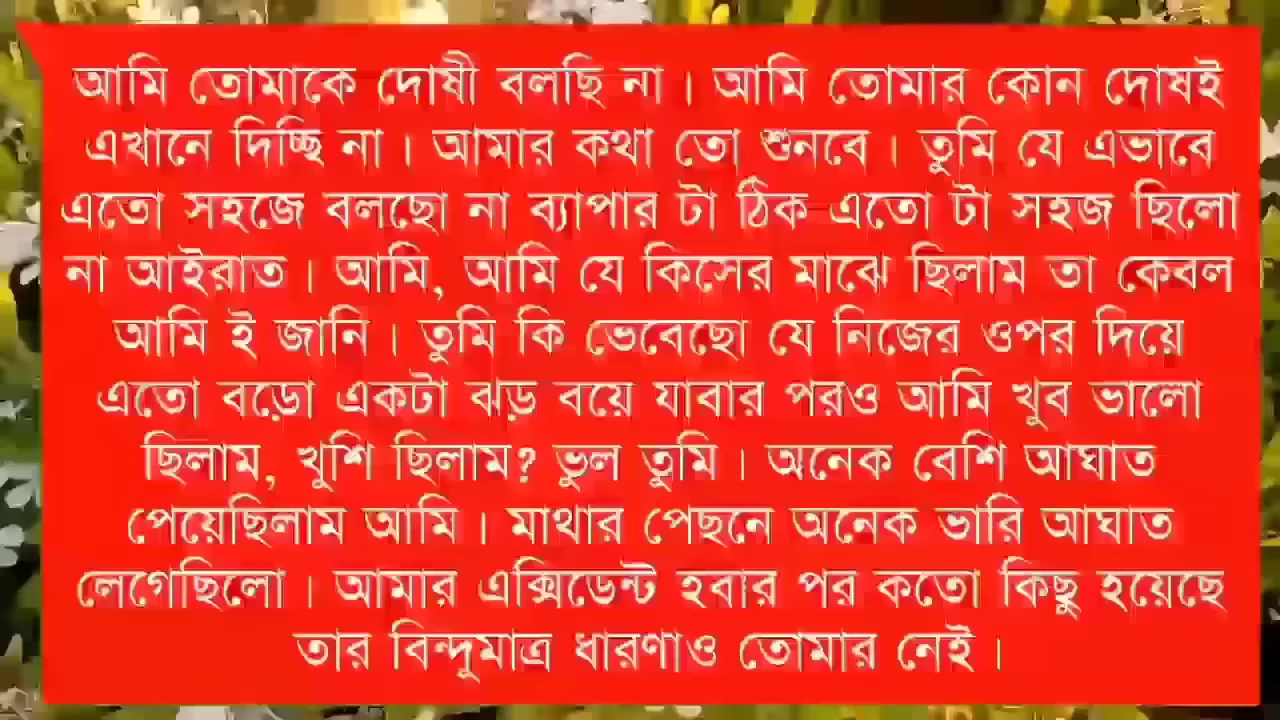 আমি তোমাকে দোষী বলছি না । আমি তোমার কোন দোষই
এখানে দিচ্ছি না । আমার কথা তো শুনবে । তুমি যে এভাবে
এতো সহজে বলছো না ব্যাপার টা ঠিক এতো টা সহজ ছিলো
না আইরাত । আমি, আমি যে কিসের মাঝে ছিলাম তা কেবল
আমি ই জানি । তুমি কি ভেবেছো যে নিজের ওপর দিয়ে
এতো বড়ো একটা ঝড় বয়ে যাবার পরও আমি খুব ভালো
ছিলাম, খুশি ছিলাম? ভুল তুমি । অনেক বেশি আঘাত
পেয়েছিলাম আমি । মাথার পেছনে অনেক ভারি আঘাত
লেগেছিলো । আমার এক্সিডেন্ট হবার পর কতো কিছু হয়েছে
তার বিন্দুমাত্র ধারণাও তোমার নেই ।